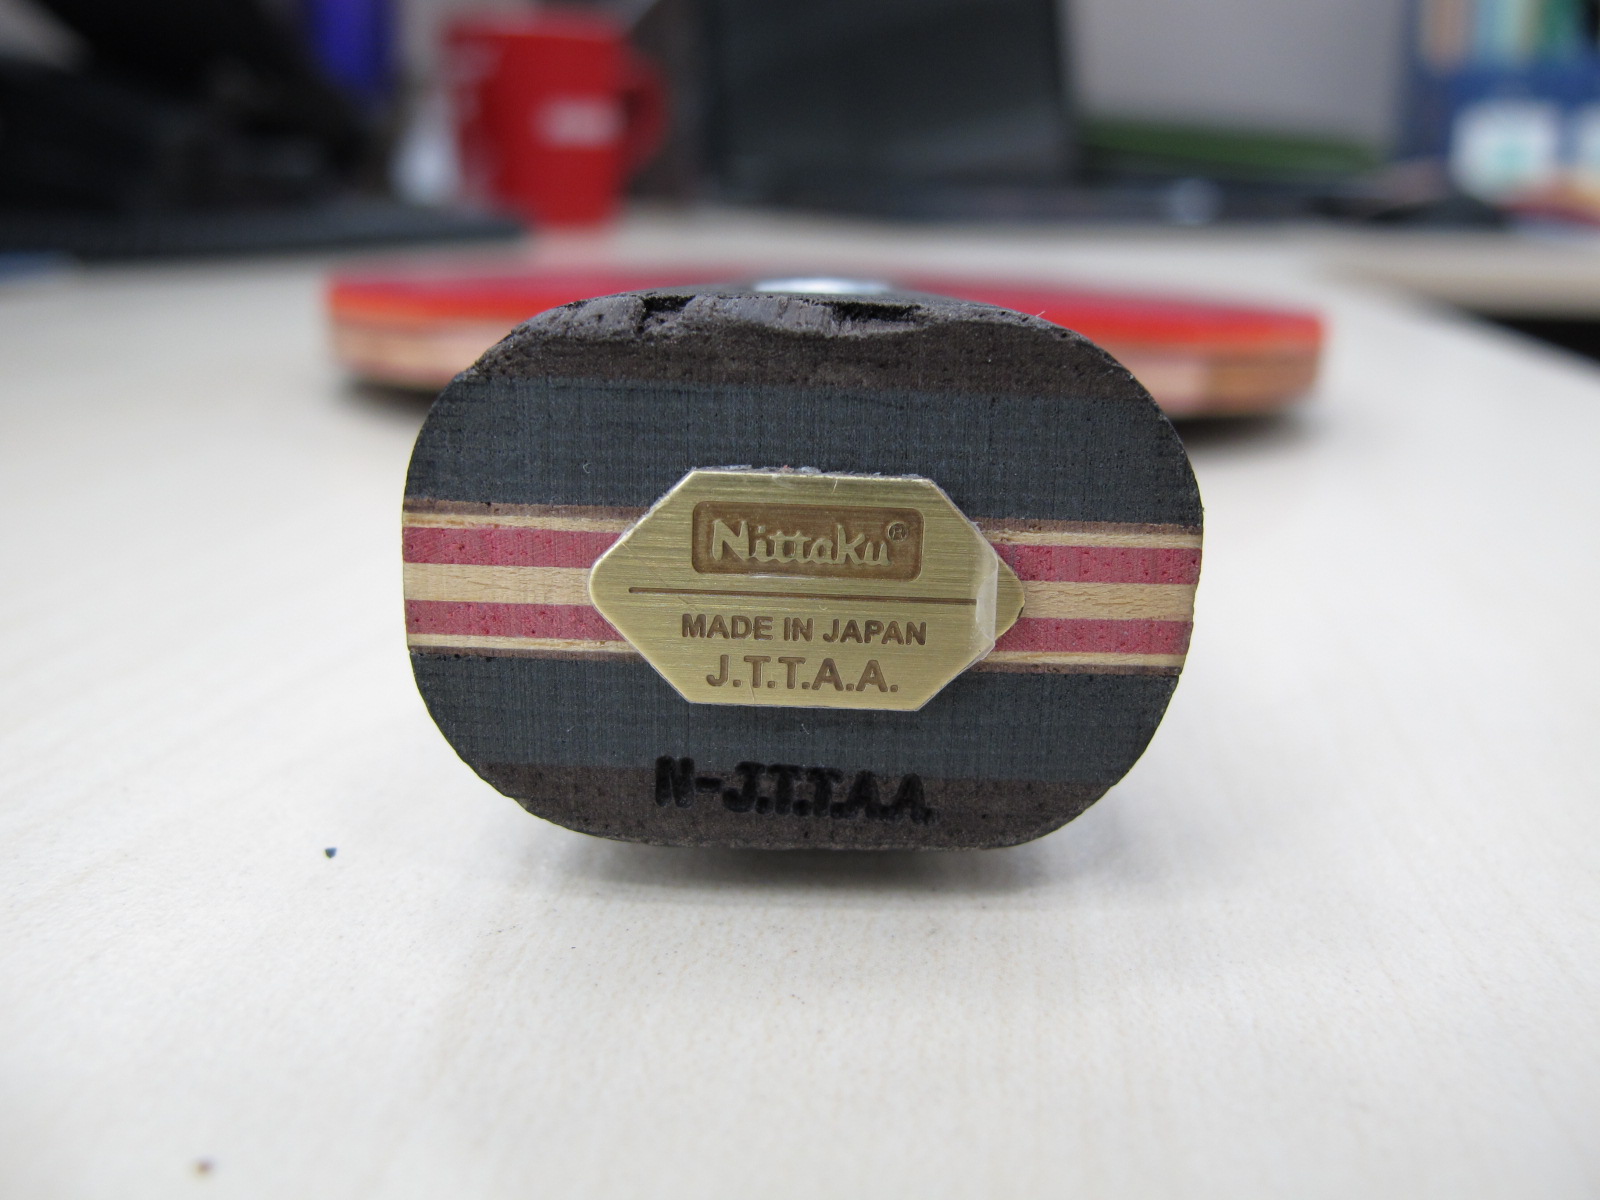 Nittaku®
MADE IN JAPAN
J.T.T.A.A.
N-J.T.T.A.A.